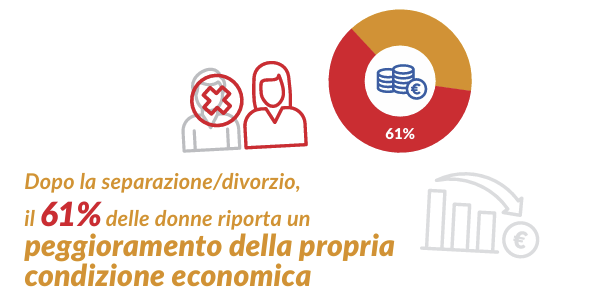 61%
Dopo la separazione/divorzio,
il 61% delle donne riporta un
peggioramento della propria
condizione economica